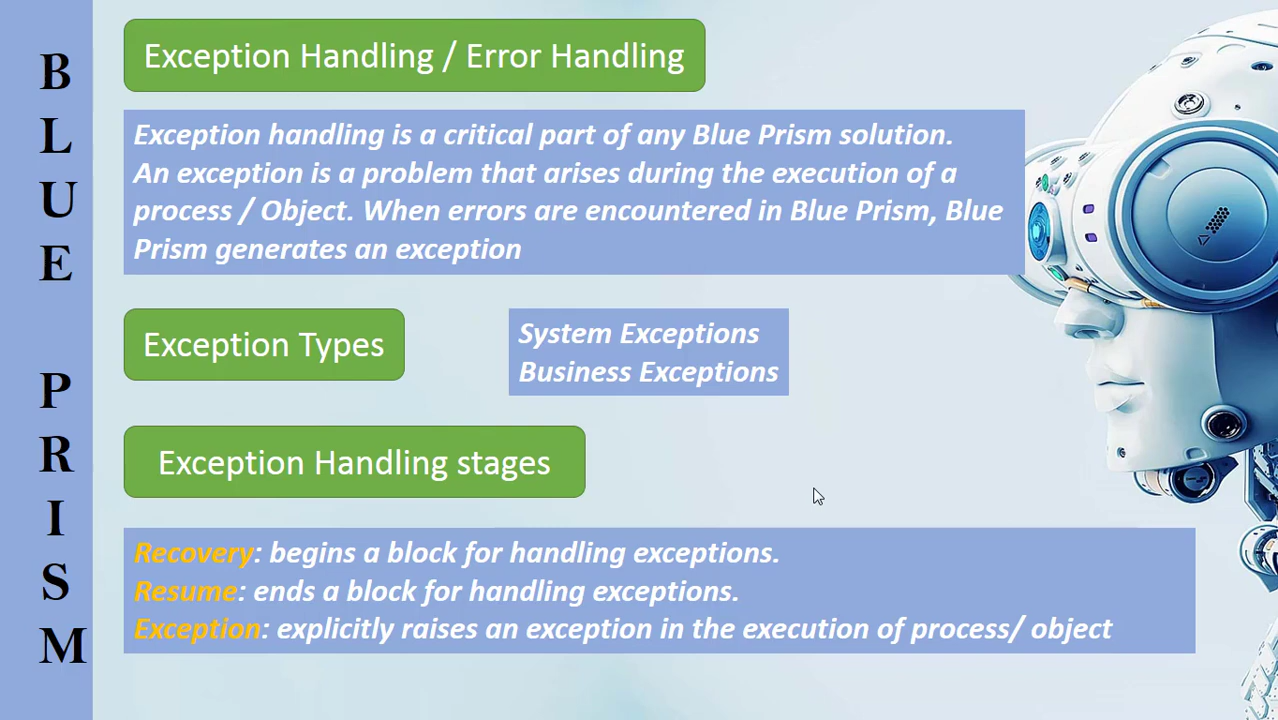 BLUE PRISM
Exception Handling / Error Handling
Exception handling is a critical part of any Blue Prism solution.
An exception is a problem that arises during the execution of a
process / Object. When errors are encountered in Blue Prism, Blue
Prism generates an exception
Exception Types
System Exceptions
Business Exceptions
Exception Handling stages
Recovery: begins a block for handling exceptions.
Resume: ends a block for handling exceptions.
Exception: explicitly raises an exception in the execution of process/ object